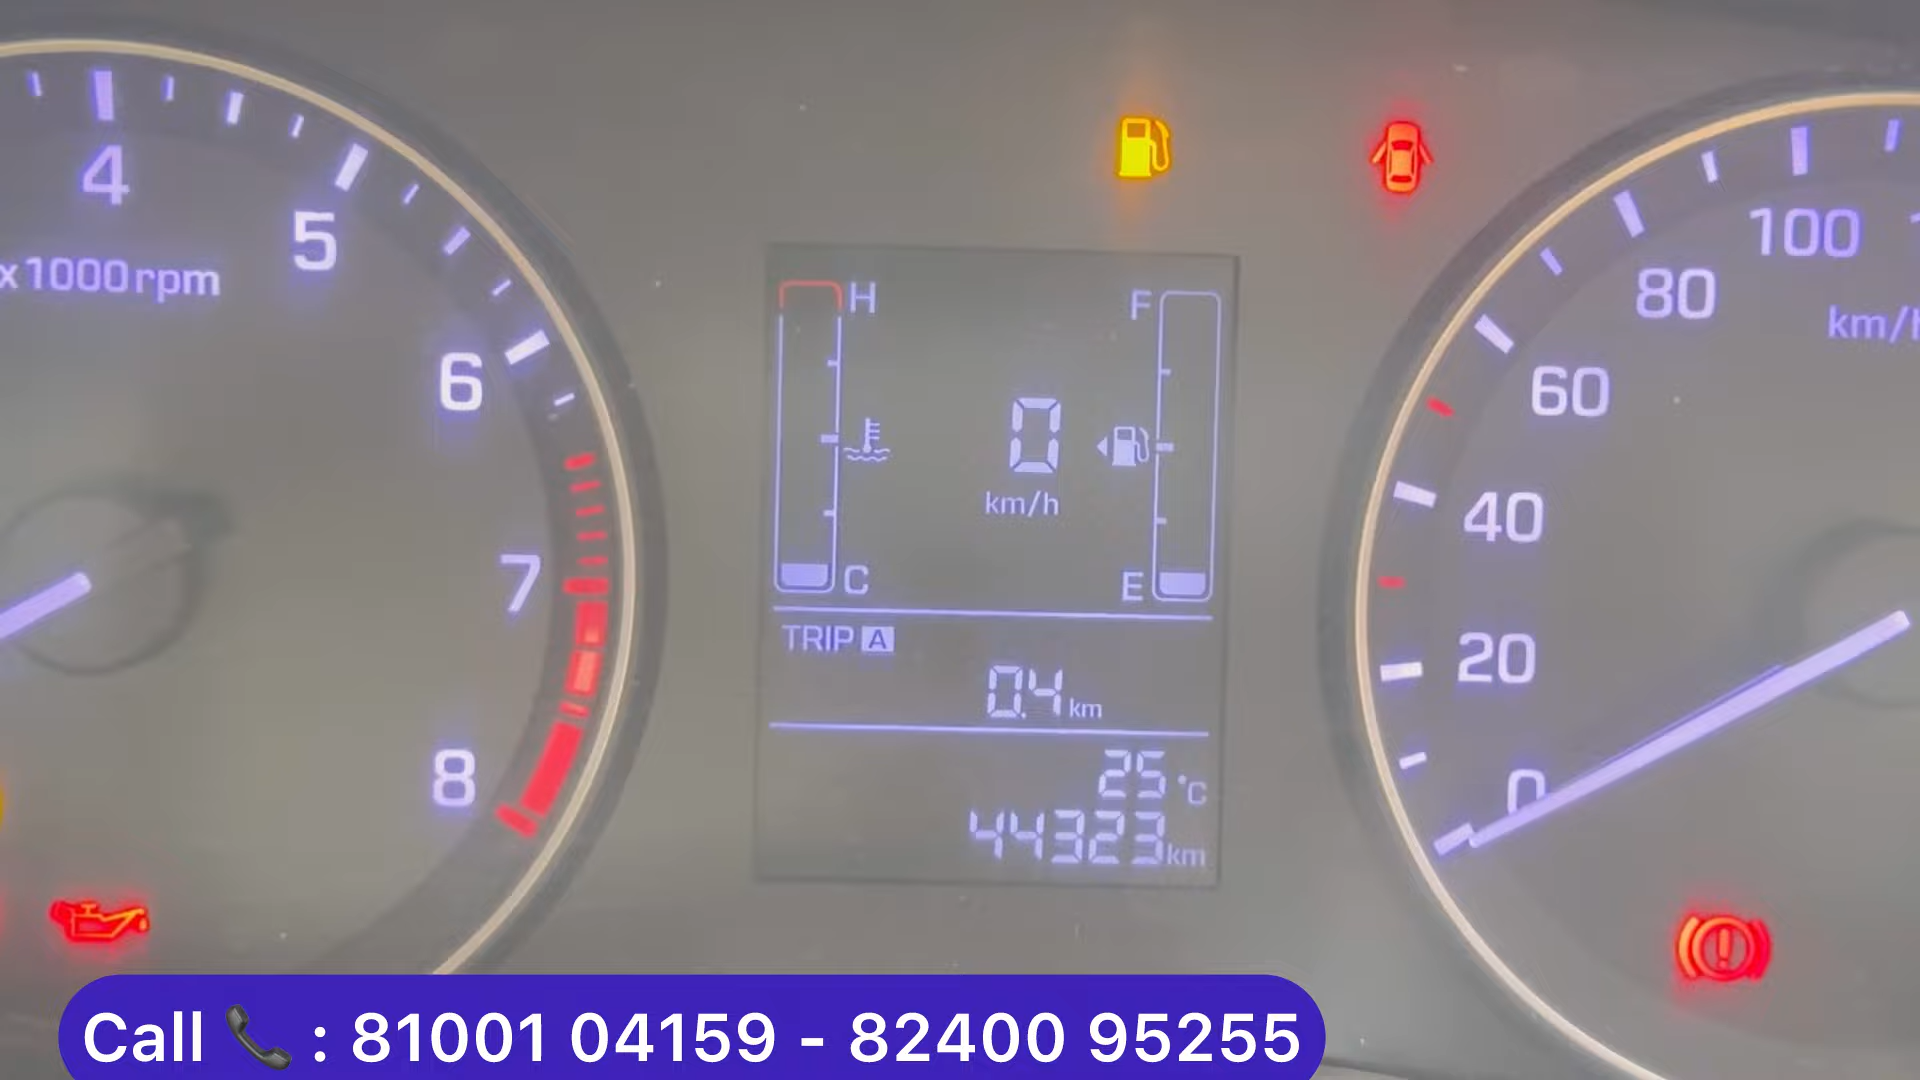 4
5
x1000rpm
6
7
8
H
F
0
km/h
C
E
TRIP A
0.4 km
25 °C
44323 km
100
80
km/h
60
40
20
0
Call 📞 : 81001 04159 - 82400 95255